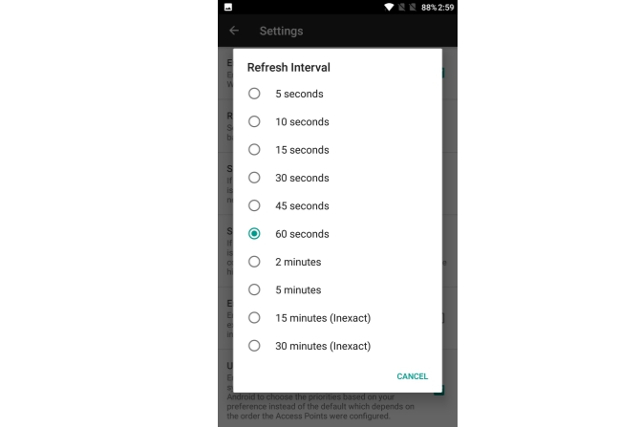 88% 2:59
Settings
Refresh Interval
5 seconds
10 seconds
15 seconds
30 seconds
45 seconds
60 seconds
2 minutes
5 minutes
15 minutes (Inexact)
30 minutes (Inexact)
CANCEL
Android to choose the priorities based on your
preference instead of the default which depends on
the order the Access Points were configured.